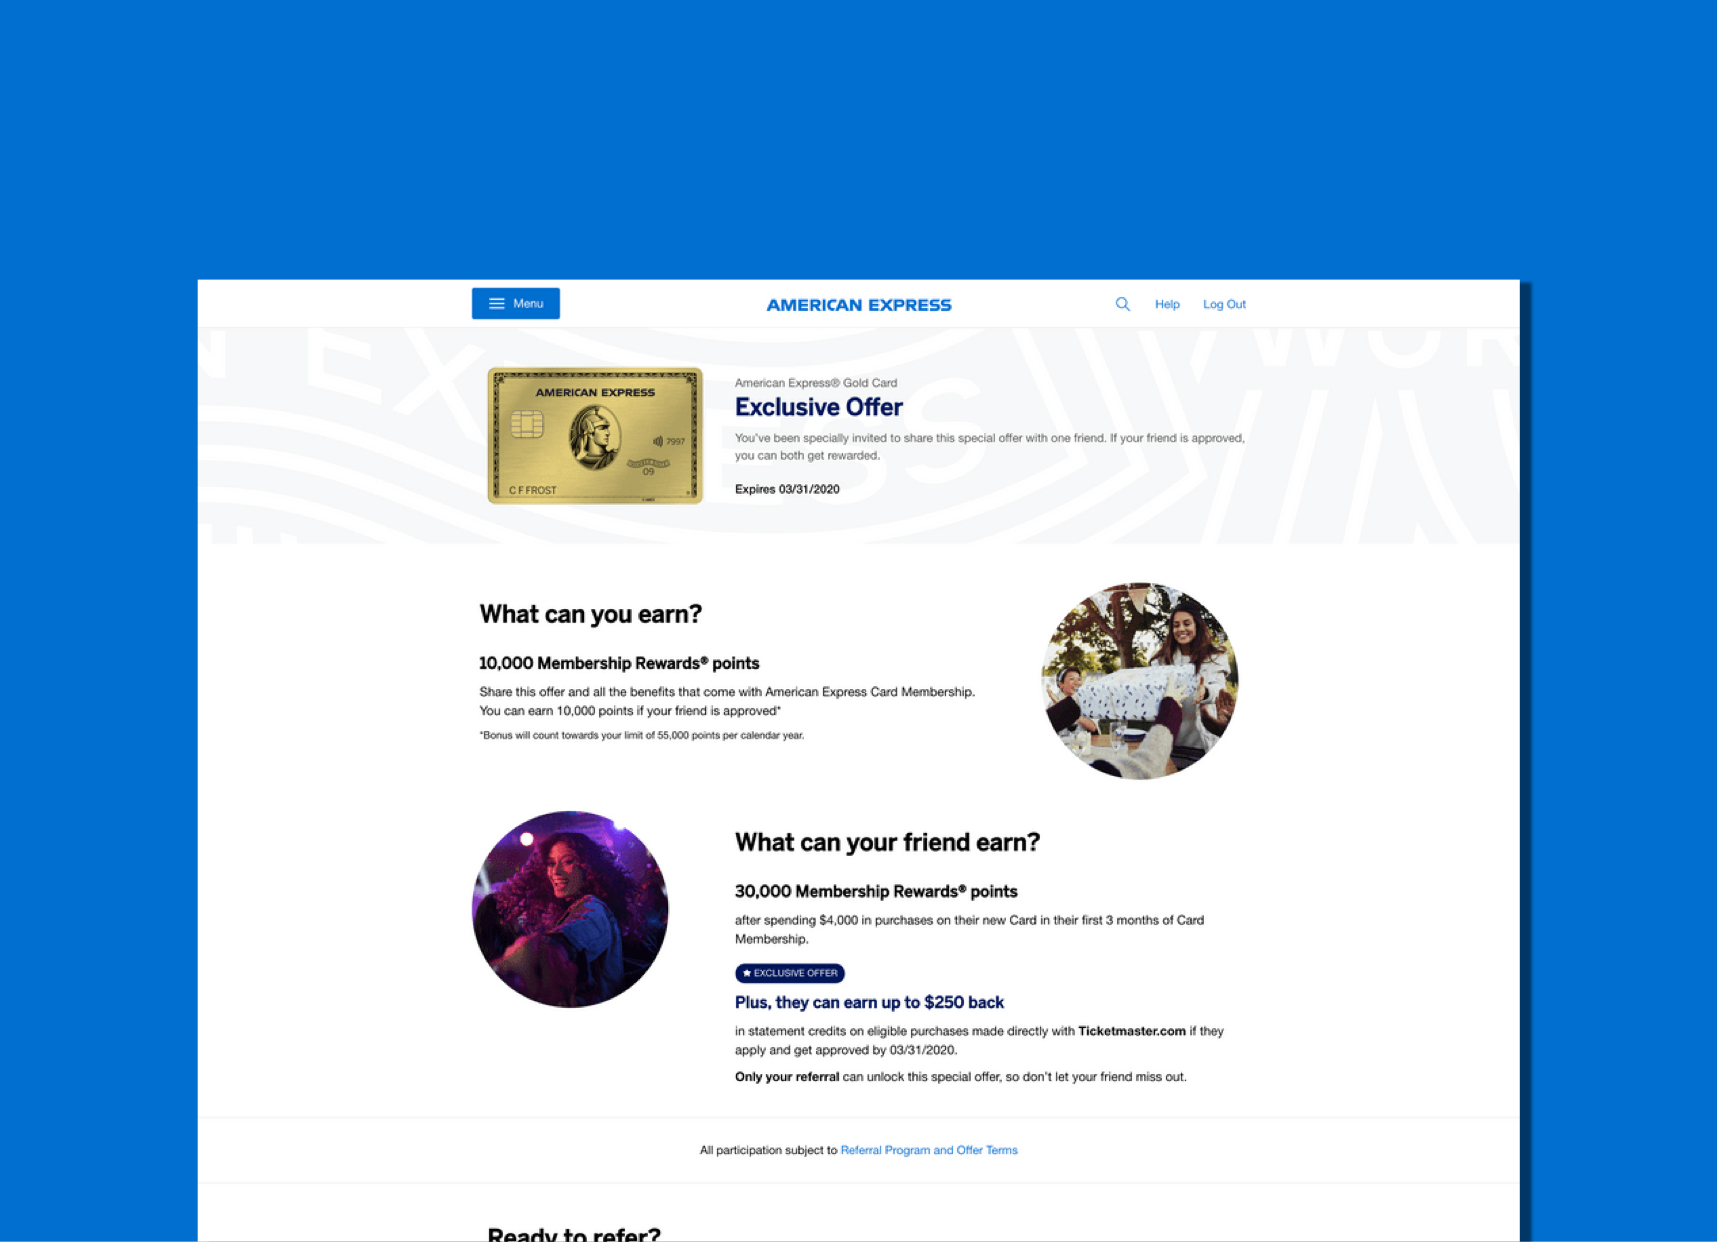 Menu
AMERICAN EXPRESS
Help
Log Out
AMERICAN EXPRESS
7997
09
C F FROST
American Express® Gold Card
Exclusive Offer
You've been specially invited to share this special offer with one friend. If your friend is approved,
you can both get rewarded.
Expires 03/31/2020
What can you earn?
10,000 Membership Rewards® points
Share this offer and all the benefits that come with American Express Card Membership.
You can earn 10,000 points if your friend is approved*
*Bonus will count towards your limit of 55,000 points per calendar year.
What can your friend earn?
30,000 Membership Rewards® points
after spending $4,000 in purchases on their new Card in their first 3 months of Card
Membership.
EXCLUSIVE OFFER
Plus, they can earn up to $250 back
in statement credits on eligible purchases made directly with Ticketmaster.com if they
apply and get approved by 03/31/2020.
Only your referral can unlock this special offer, so don't let your friend miss out.
All participation subject to Referral Program and Offer Terms
Ready to refer?